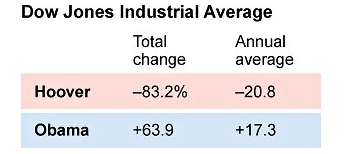 Dow Jones Industrial Average
Total Annual
change average
Hoover –83.2% –20.8
Obama +63.9 +17.3